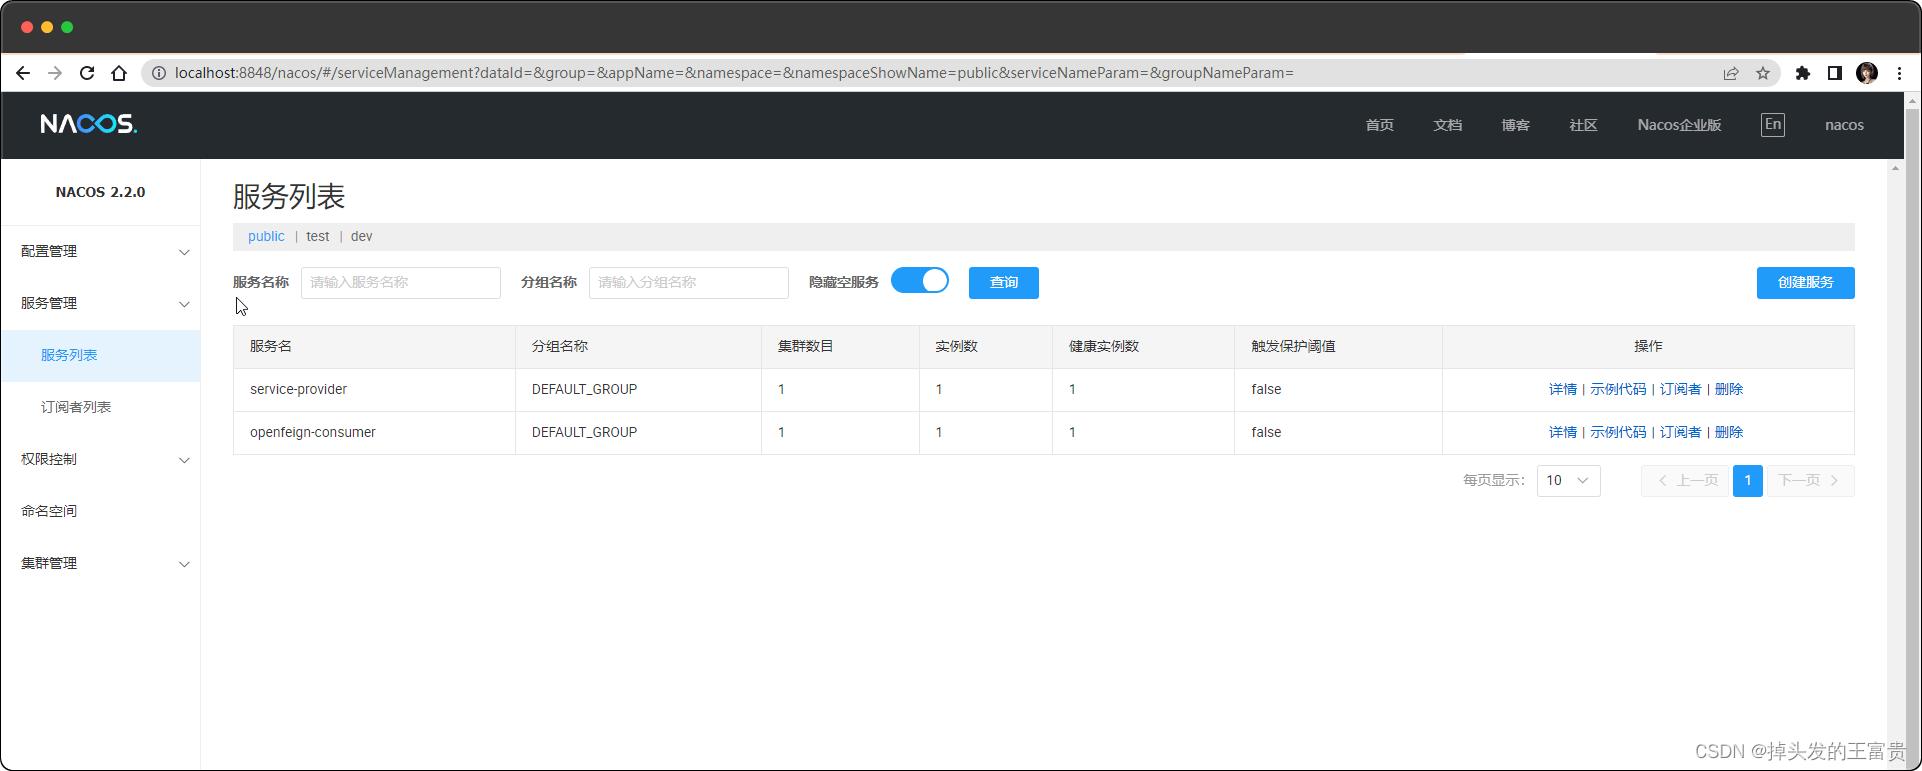 localhost:8848/nacos/#/serviceManagement?dataId=&group=&appName=&namespace=&namespaceShowName=public&serviceNameParam=&groupNameParam=
NACOS.
首页 文档 博客 社区 Nacos企业版 En nacos
NACOS 2.2.0
配置管理
服务管理
服务列表
订阅者列表
权限控制
命名空间
集群管理
服务列表
public | test | dev
服务名称 请输入服务名称 分组名称 请输入分组名称 隐藏空服务 查询 创建服务
服务名 分组名称 集群数目 实例数 健康实例数 触发保护阈值 操作
service-provider DEFAULT_GROUP 1 1 1 false 详情 | 示例代码 | 订阅者 | 删除
openfeign-consumer DEFAULT_GROUP 1 1 1 false 详情 | 示例代码 | 订阅者 | 删除
每页显示: 10 上一页 1 下一页
CSDN @掉头发的王富贵